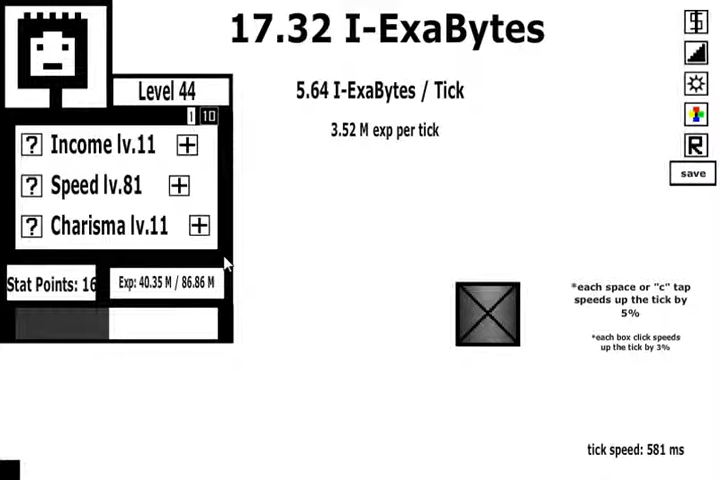 17.32 I-ExaBytes
5.64 I-ExaBytes / Tick
3.52 M exp per tick
Level 44
1 10
? Income lv.11 +
? Speed lv.81 +
? Charisma lv.11 +
Stat Points: 16
Exp: 40.35 M / 86.86 M
$
R
save
*each space or "c" tap
speeds up the tick by
5%
*each box click speeds
up the tick by 3%
tick speed: 581 ms